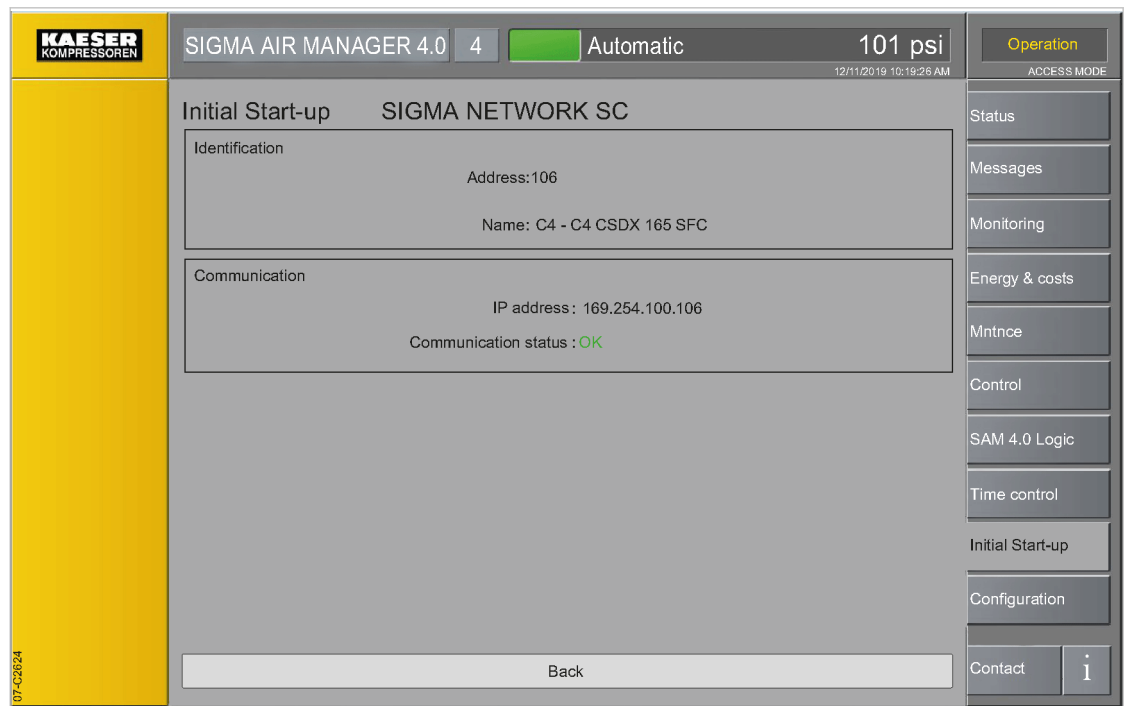 KAESER
KOMPRESSOREN
SIGMA AIR MANAGER 4.0 4 Automatic 101 psi
12/11/2019 10:19:26 AM
Operation
ACCESS MODE
Initial Start-up SIGMA NETWORK SC
Identification
Address:106
Name: C4 - C4 CSDX 165 SFC
Communication
IP address: 169.254.100.106
Communication status :OK
Back
Status
Messages
Monitoring
Energy & costs
Mntnce
Control
SAM 4.0 Logic
Time control
Initial Start-up
Configuration
Contact i
07-C2624